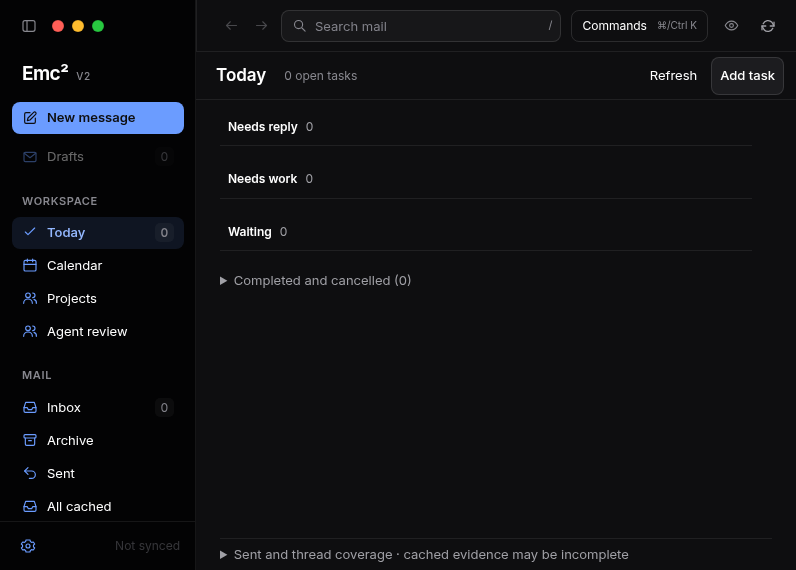 Emc² V2
New message
Drafts 0
WORKSPACE
Today 0
Calendar
Projects
Agent review
MAIL
Inbox 0
Archive
Sent
All cached
Not synced
Search mail /
Commands ⌘/Ctrl K
Today 0 open tasks
Refresh
Add task
Needs reply 0
Needs work 0
Waiting 0
Completed and cancelled (0)
Sent and thread coverage · cached evidence may be incomplete